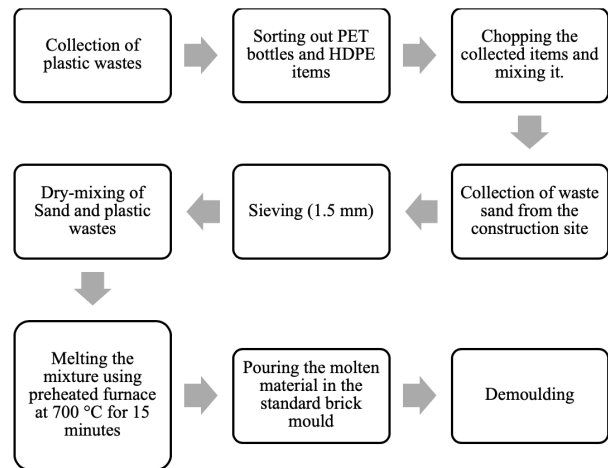 Collection of
plastic wastes
Sorting out PET
bottles and HDPE
items
Chopping the
collected items and
mixing it.
Collection of waste
sand from the
construction site
Sieving (1.5 mm)
Dry-mixing of
Sand and plastic
wastes
Melting the
mixture using
preheated furnace
at 700 °C for 15
minutes
Pouring the molten
material in the
standard brick
mould
Demoulding